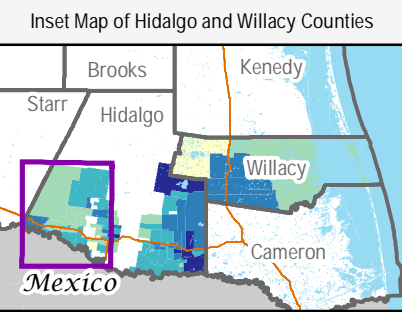 Inset Map of Hidalgo and Willacy Counties
Brooks
Kenedy
Starr
Hidalgo
Willacy
Cameron
Mexico